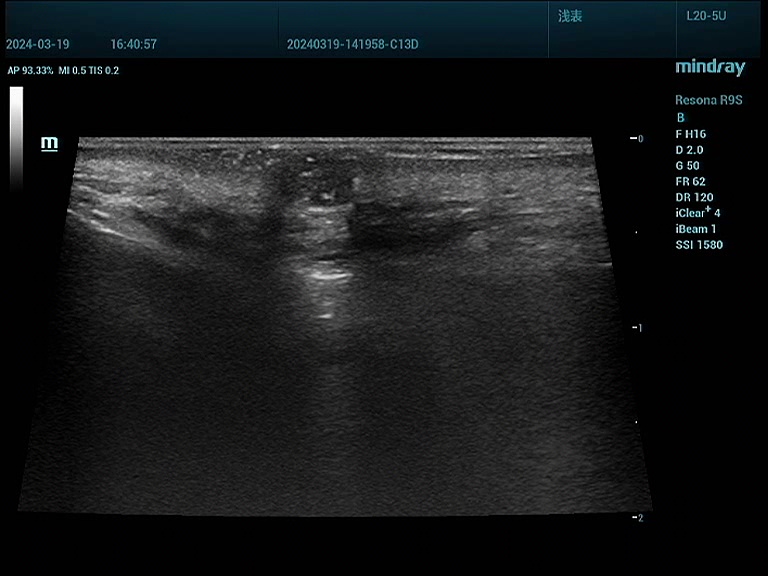 浅表
L20-5U
2024-03-19 16:40:57 20240319-141958-C13D
AP 93.33% MI 0.5 TIS 0.2
mindray
Resona R9S
m
B
F H16
D 2.0
G 50
FR 62
DR 120
iClear+ 4
iBeam 1
SSI 1580
0
1
2